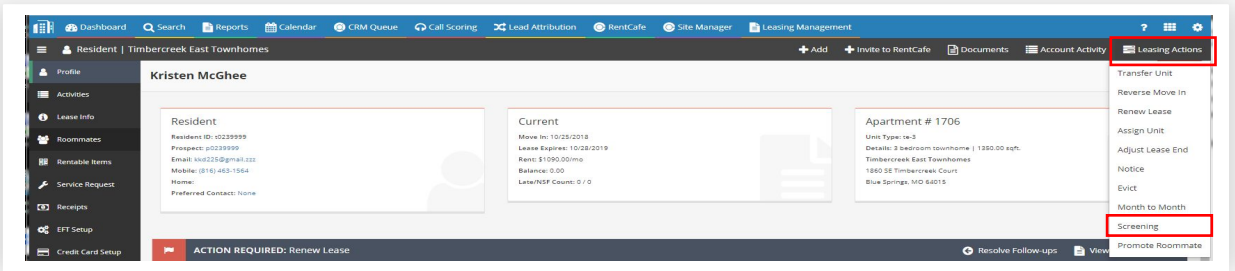 Dashboard Search Reports Calendar CRM Queue Call Scoring Lead Attribution RentCafe Site Manager Leasing Management ?
Resident | Timbercreek East Townhomes + Add + Invite to RentCafe Documents Account Activity Leasing Actions
Profile
Activities
Lease Info
Roommates
Rentable Items
Service Request
Receipts
EFT Setup
Credit Card Setup
Kristen McGhee
Resident
Resident ID: t0239999
Prospect: p0239999
Email: kkd225@gmail.zzz
Mobile: (816) 463-1564
Home:
Preferred Contact: None
Current
Move In: 10/25/2018
Lease Expires: 10/28/2019
Rent: $1090.00/mo
Balance: 0.00
Late/NSF Count: 0 / 0
Apartment # 1706
Unit Type: te-3
Details: 3 bedroom townhome | 1350.00 sqft.
Timbercreek East Townhomes
1860 SE Timbercreek Court
Blue Springs, MO 64015
Transfer Unit
Reverse Move In
Renew Lease
Assign Unit
Adjust Lease End
Notice
Evict
Month to Month
Screening
Promote Roommate
ACTION REQUIRED: Renew Lease Resolve Follow-ups View